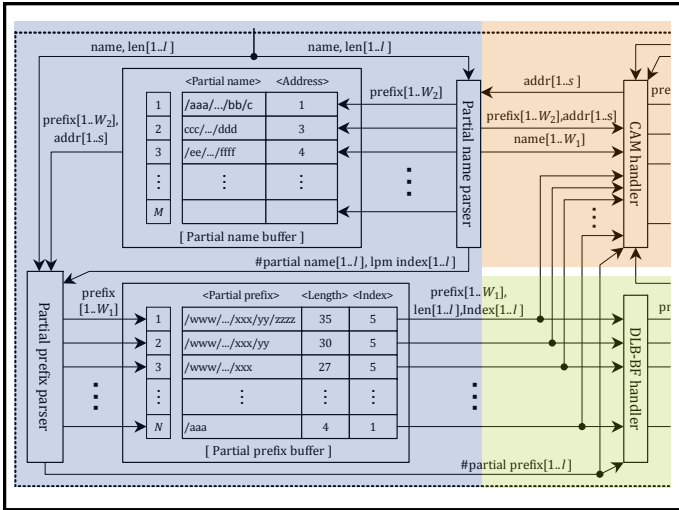 name, len[1..l]
name, len[1..l]
<Partial name> <Address>
1 /aaa/.../bb/c 1
2 ccc/.../ddd 3
3 /ee/.../ffff 4
⋮ ⋮ ⋮
M
[ Partial name buffer ]
prefix[1..W2],
addr[1..s]
prefix[1..W2]
Partial name parser
addr[1..s]
prefix[1..W2],addr[1..s]
name[1..W1]
CAM handler
#partial name[1..l], lpm index[1..l]
Partial prefix parser
prefix
[1..W1]
<Partial prefix> <Length> <Index>
1 /www/.../xxx/yy/zzzz 35 5
2 /www/.../xxx/yy 30 5
3 /www/.../xxx 27 5
⋮ ⋮ ⋮ ⋮
N /aaa 4 1
[ Partial prefix buffer ]
prefix[1..W1],
len[1..l],Index[1..l]
DLB-BF handler
#partial prefix[1..l]